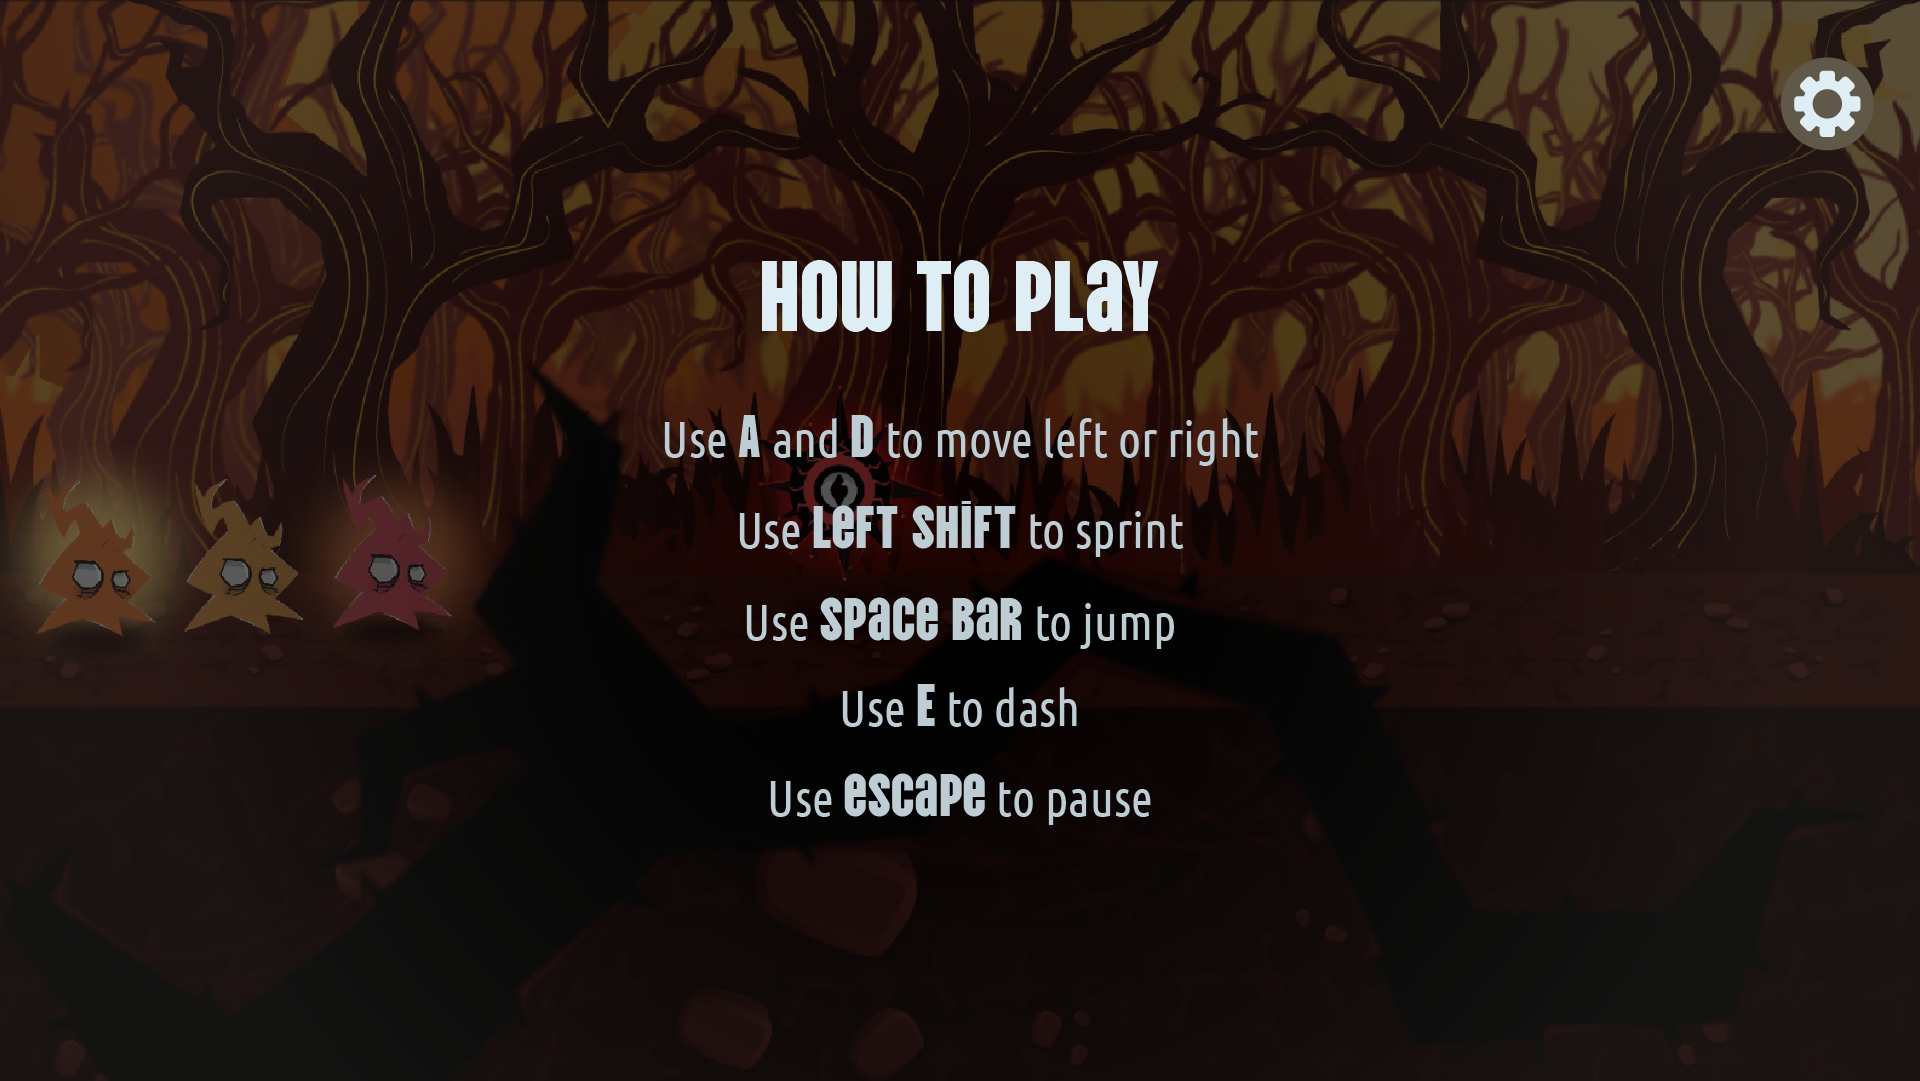 HOW TO PLAY
Use A and D to move left or right
Use LEFT SHIFT to sprint
Use SPACE BAR to jump
Use E to dash
Use ESCAPE to pause